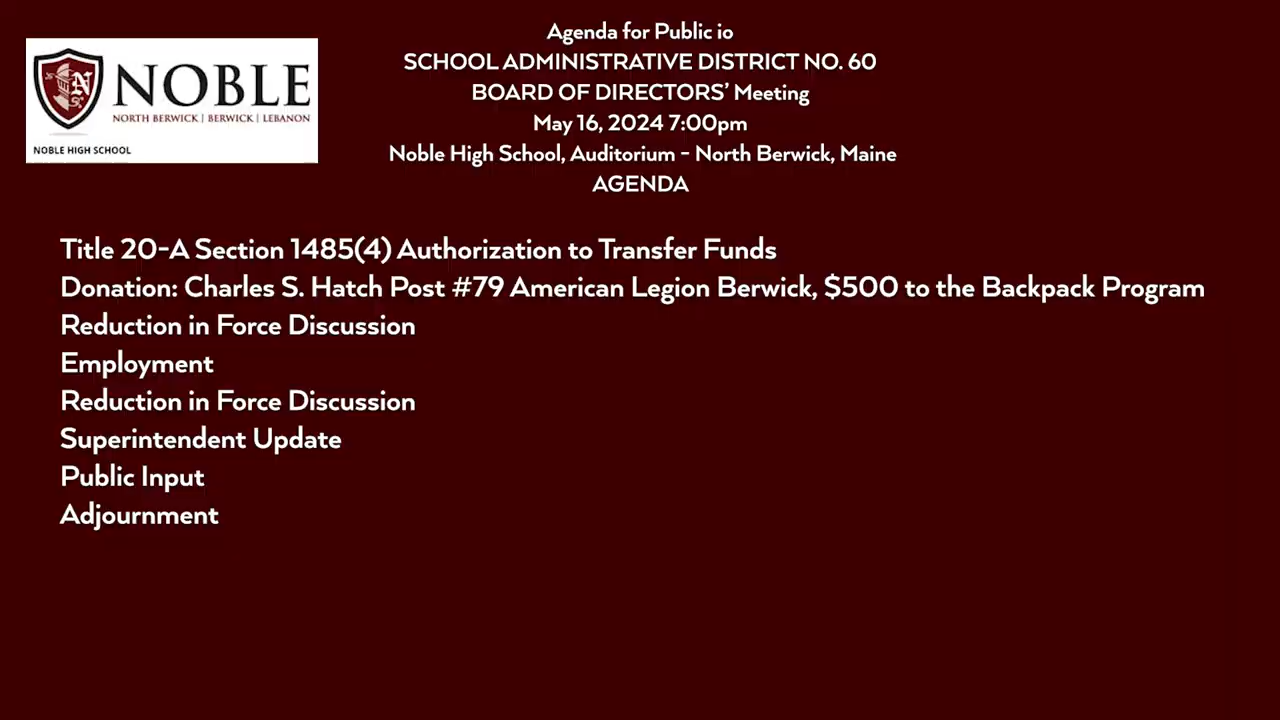 NOBLE
NORTH BERWICK | BERWICK | LEBANON
NOBLE HIGH SCHOOL
Agenda for Public io
SCHOOL ADMINISTRATIVE DISTRICT NO. 60
BOARD OF DIRECTORS' Meeting
May 16, 2024 7:00pm
Noble High School, Auditorium - North Berwick, Maine
AGENDA
Title 20-A Section 1485(4) Authorization to Transfer Funds
Donation: Charles S. Hatch Post #79 American Legion Berwick, $500 to the Backpack Program
Reduction in Force Discussion
Employment
Reduction in Force Discussion
Superintendent Update
Public Input
Adjournment